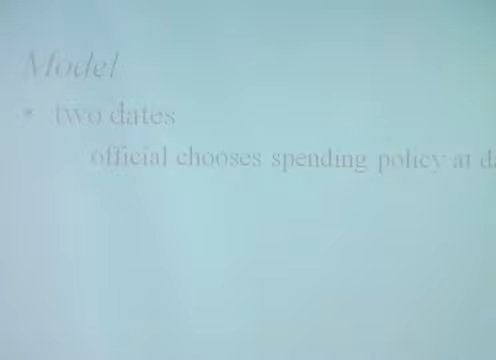 Model
• two dates
official chooses spending policy at